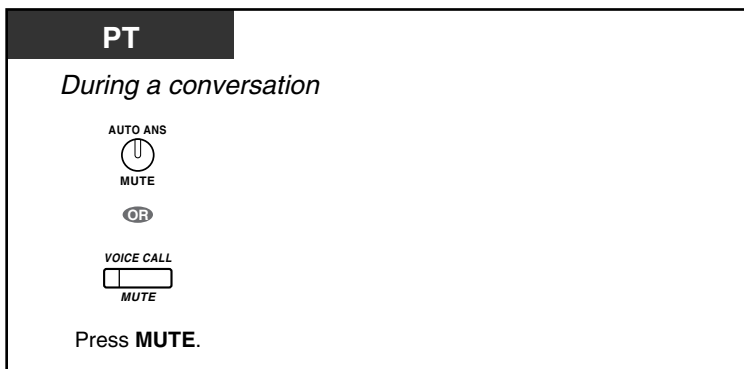 PT
During a conversation
AUTO ANS
MUTE
OR
VOICE CALL
MUTE
Press MUTE.